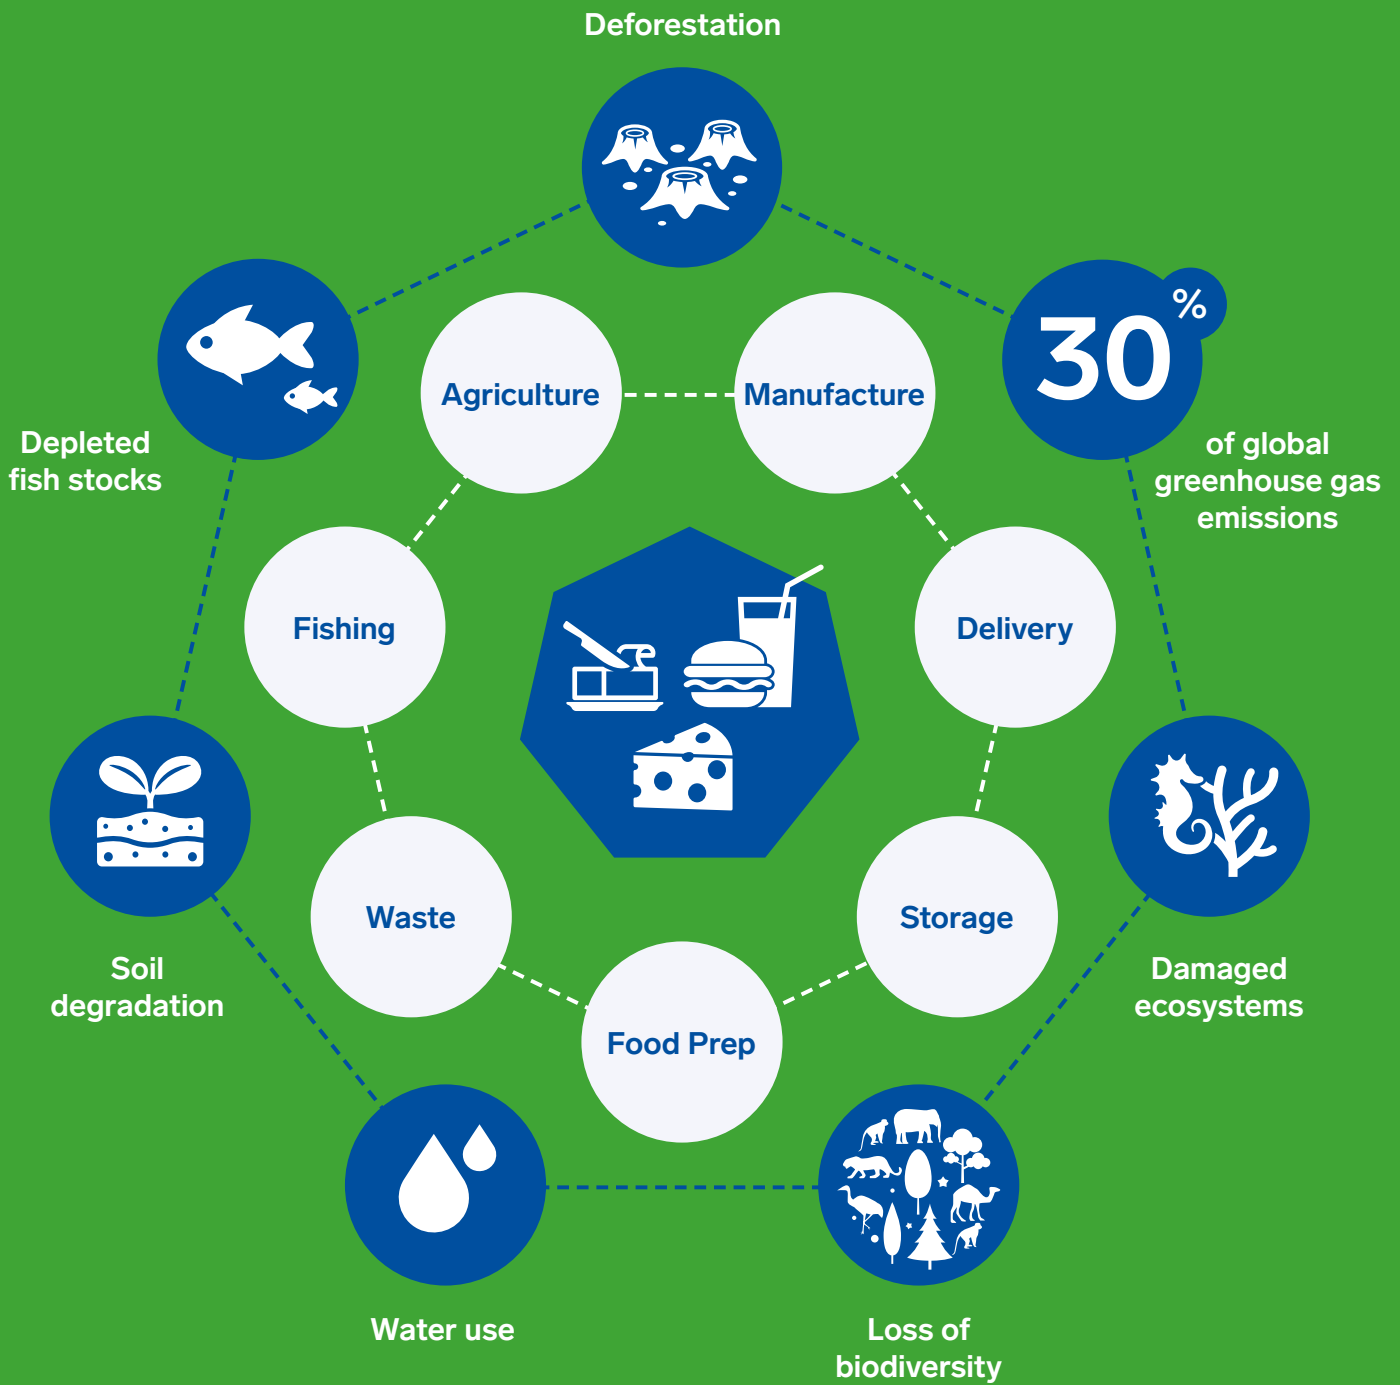 Deforestation
30%
of global
greenhouse gas
emissions
Depleted
fish stocks
Agriculture
Manufacture
Fishing
Delivery
Waste
Storage
Food Prep
Soil
degradation
Damaged
ecosystems
Water use
Loss of
biodiversity